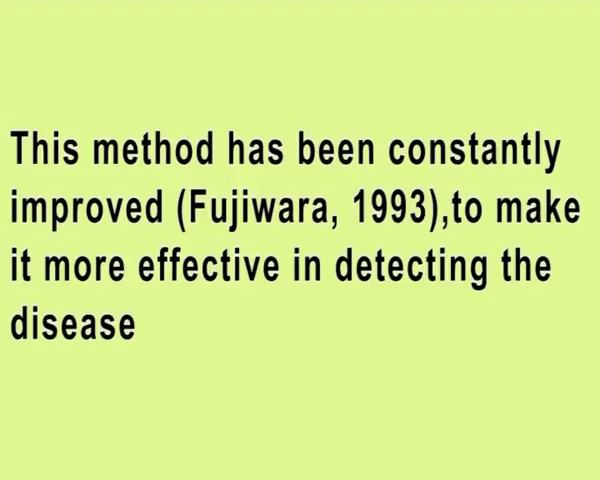 This method has been constantly
improved (Fujiwara, 1993),to make
it more effective in detecting the
disease